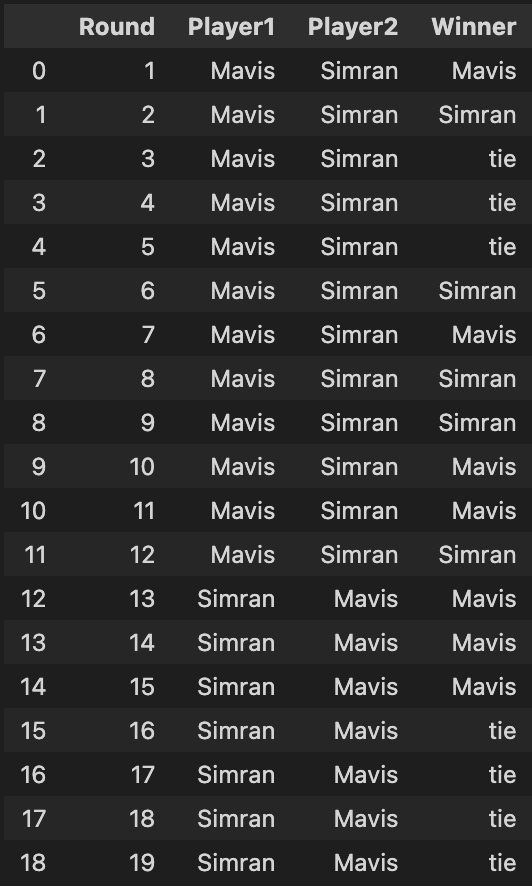 Round Player1 Player2 Winner
0 1 Mavis Simran Mavis
1 2 Mavis Simran Simran
2 3 Mavis Simran tie
3 4 Mavis Simran tie
4 5 Mavis Simran tie
5 6 Mavis Simran Simran
6 7 Mavis Simran Mavis
7 8 Mavis Simran Simran
8 9 Mavis Simran Simran
9 10 Mavis Simran Mavis
10 11 Mavis Simran Mavis
11 12 Mavis Simran Simran
12 13 Simran Mavis Mavis
13 14 Simran Mavis Mavis
14 15 Simran Mavis Mavis
15 16 Simran Mavis tie
16 17 Simran Mavis tie
17 18 Simran Mavis tie
18 19 Simran Mavis tie